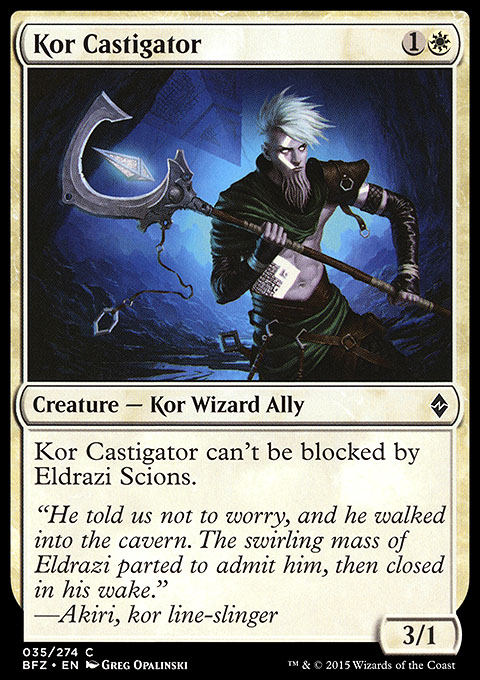 Kor Castigator 1
Creature — Kor Wizard Ally
Kor Castigator can't be blocked by
Eldrazi Scions.
“He told us not to worry, and he walked
into the cavern. The swirling mass of
Eldrazi parted to admit him, then closed
in his wake.”
—Akiri, kor line-slinger
3/1
035/274 C
BFZ • EN Greg Opalinski
™ & © 2015 Wizards of the Coast